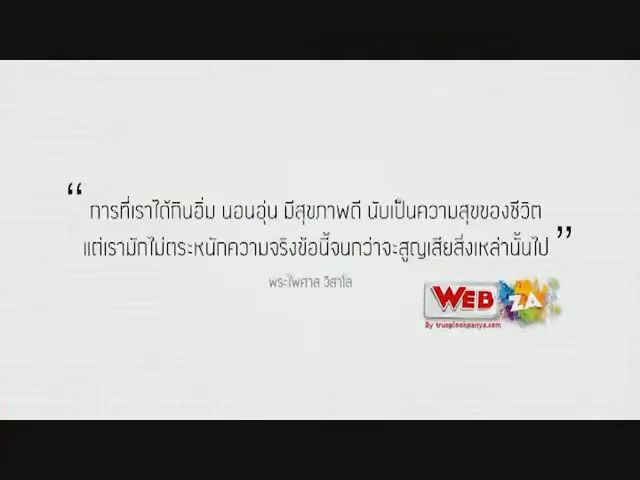 “ การที่เราได้กินอิ่ม นอนอุ่น มีสุขภาพดี นับเป็นความสุขของชีวิต
แต่เรามักไม่ตระหนักความจริงข้อนี้จนกว่าจะสูญเสียสิ่งเหล่านั้นไป ”
พระไพศาล วิสาโล
WEB ZA
By trueplookpanya.com